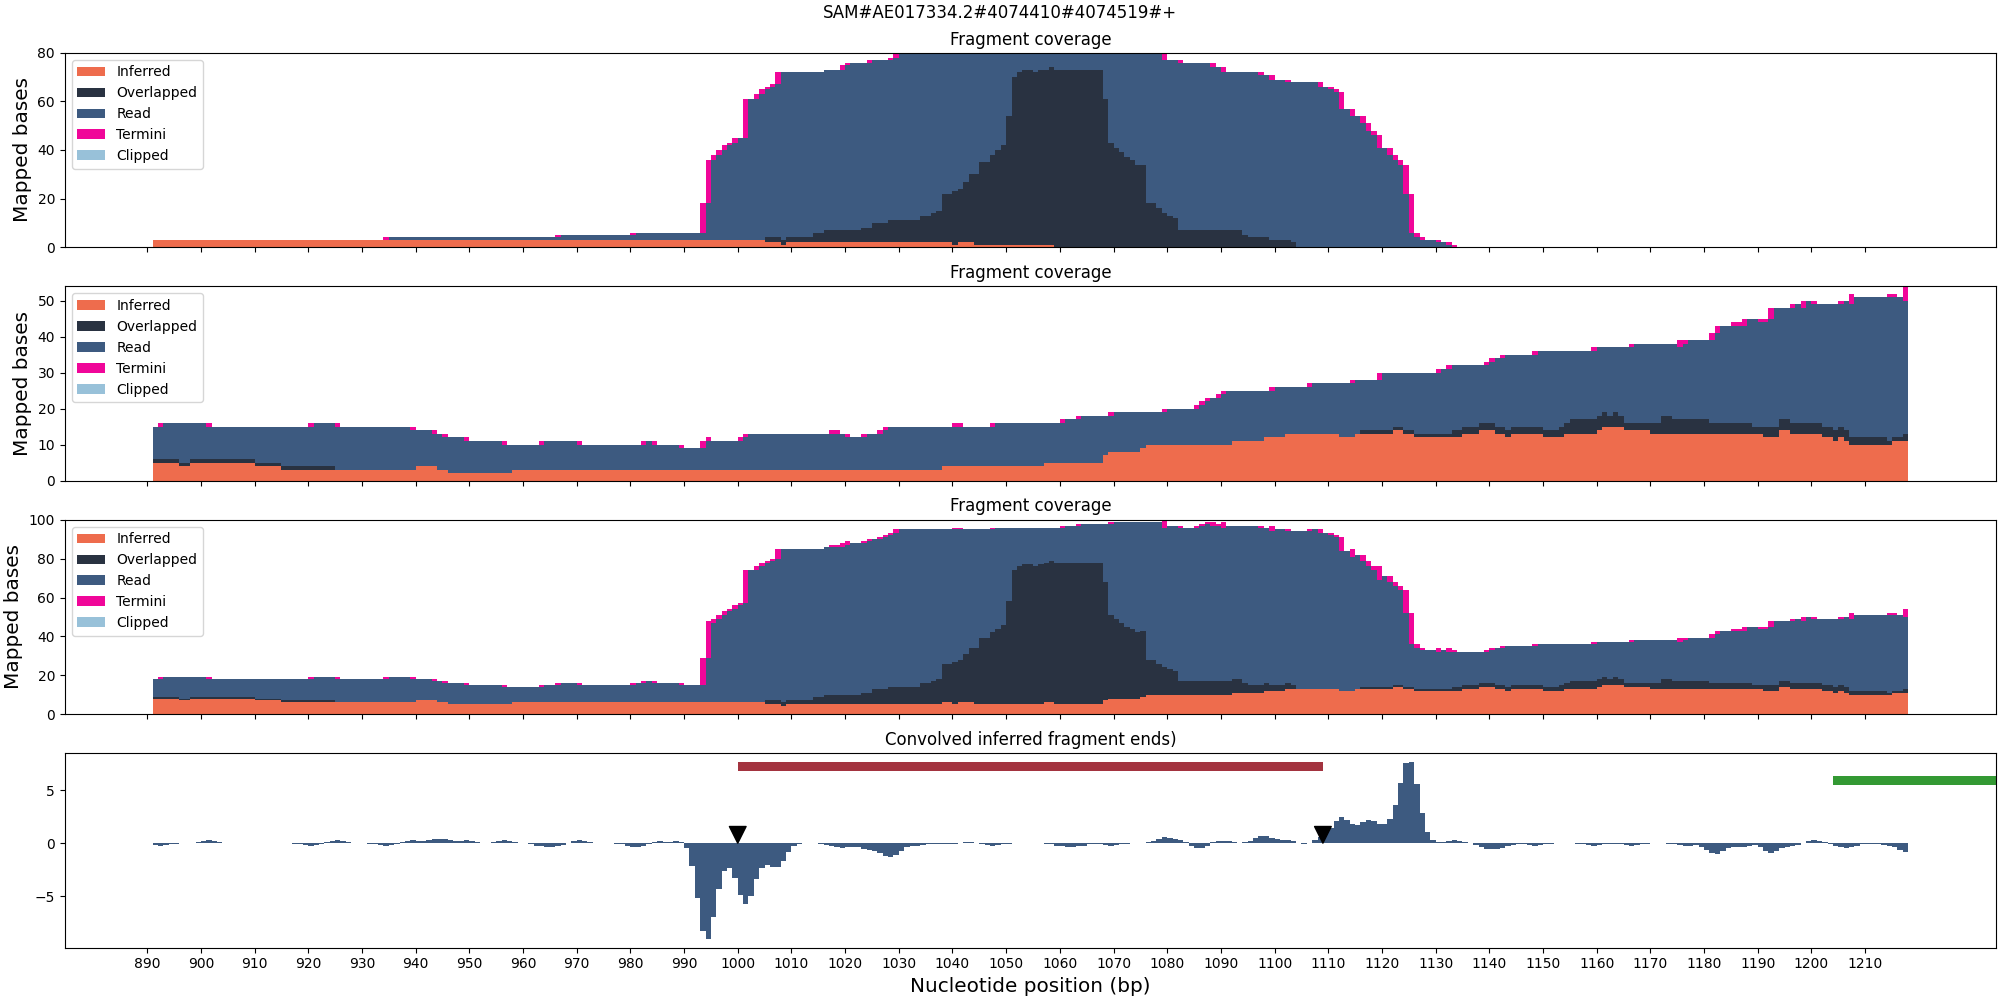 SAM#AE017334.2#4074410#4074519#+
Fragment coverage
80
60
40
20
0
Mapped bases
Inferred
Overlapped
Read
Termini
Clipped
Fragment coverage
50
40
30
20
10
0
Mapped bases
Inferred
Overlapped
Read
Termini
Clipped
Fragment coverage
100
80
60
40
20
0
Mapped bases
Inferred
Overlapped
Read
Termini
Clipped
Convolved inferred fragment ends)
5
0
−5
890 900 910 920 930 940 950 960 970 980 990 1000 1010 1020 1030 1040 1050 1060 1070 1080 1090 1100 1110 1120 1130 1140 1150 1160 1170 1180 1190 1200 1210
Nucleotide position (bp)